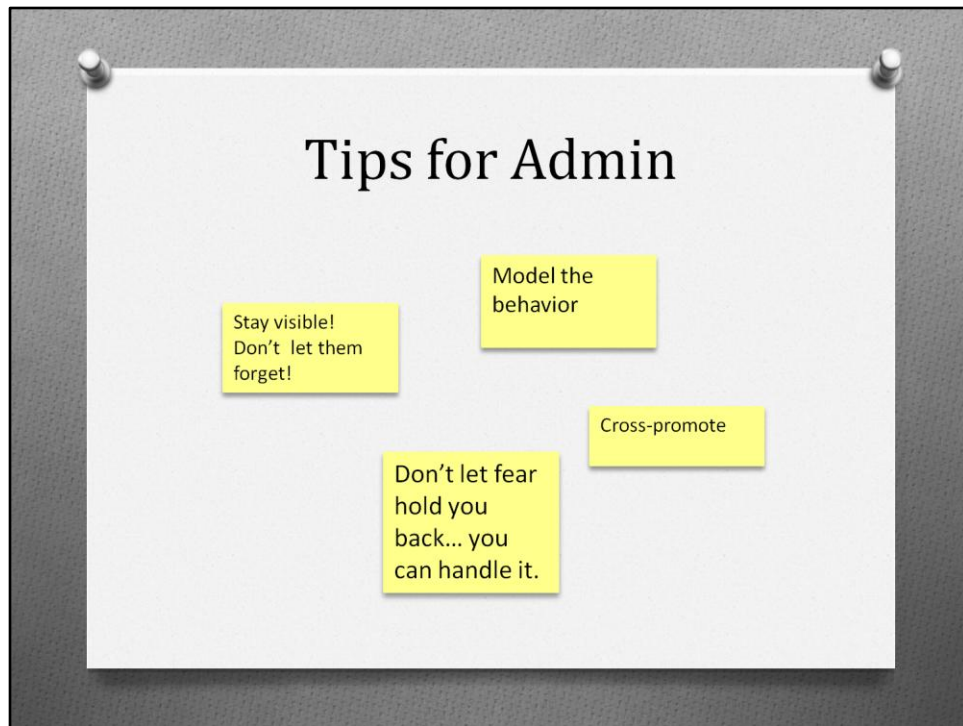 Tips for Admin
Stay visible!
Don’t  let them
forget!
Model the
behavior
Cross-promote
Don’t let fear
hold you
back… you
can handle it.